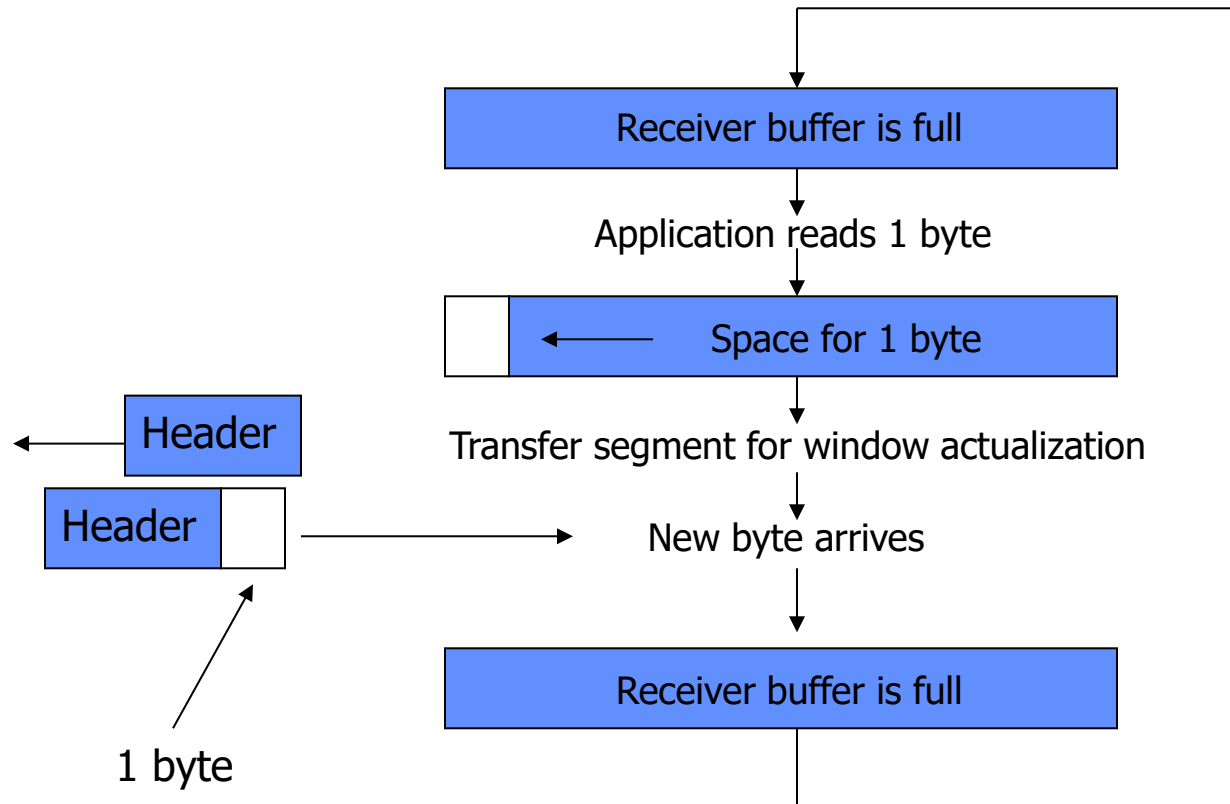 Receiver buffer is full
Application reads 1 byte
Space for 1 byte
Header
Transfer segment for window actualization
Header
New byte arrives
Receiver buffer is full
1 byte